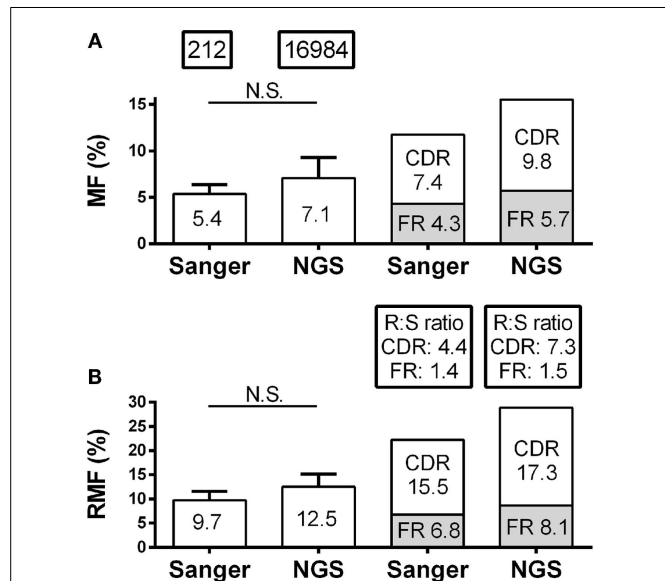 A
212
16984
N.S.
MF (%)
15
10
5
0
5.4
7.1
CDR
7.4
FR 4.3
CDR
9.8
FR 5.7
Sanger
NGS
Sanger
NGS
R:S ratio
CDR: 4.4
FR: 1.4
R:S ratio
CDR: 7.3
FR: 1.5
B
N.S.
RMF (%)
30
25
20
15
10
5
0
9.7
12.5
CDR
15.5
FR 6.8
CDR
17.3
FR 8.1
Sanger
NGS
Sanger
NGS